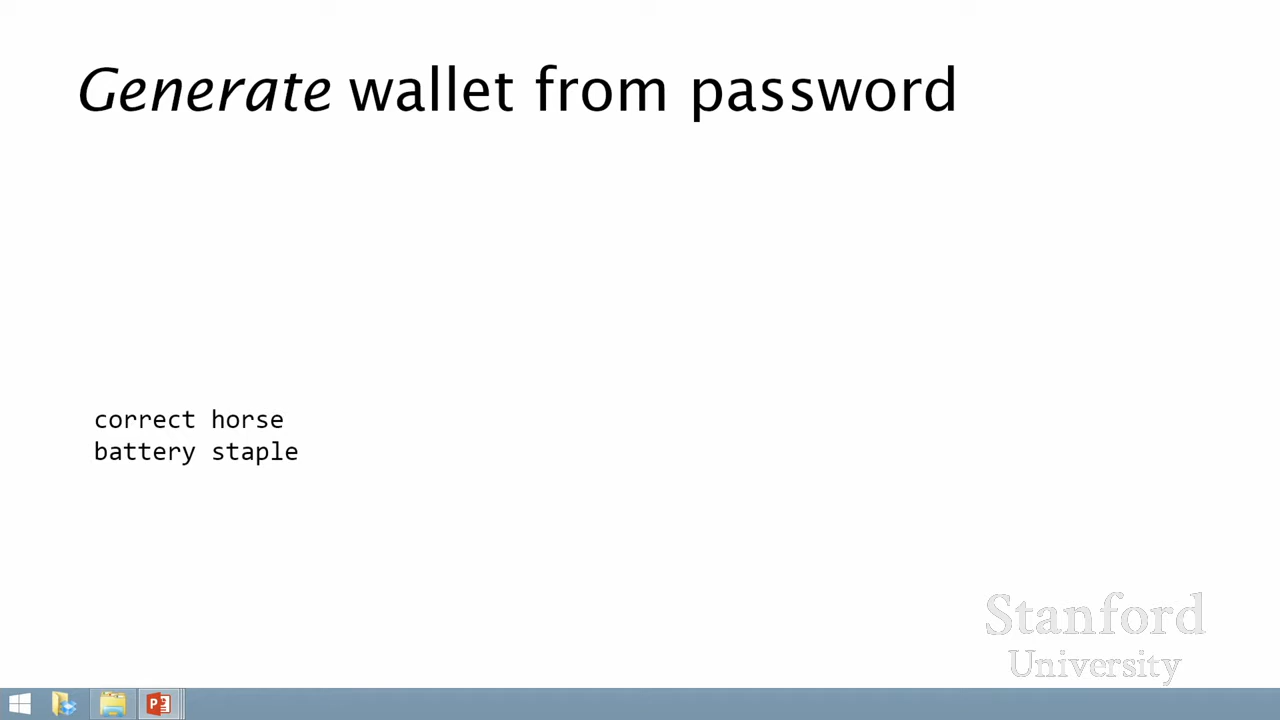 Generate wallet from password
correct horse
battery staple
Stanford
University